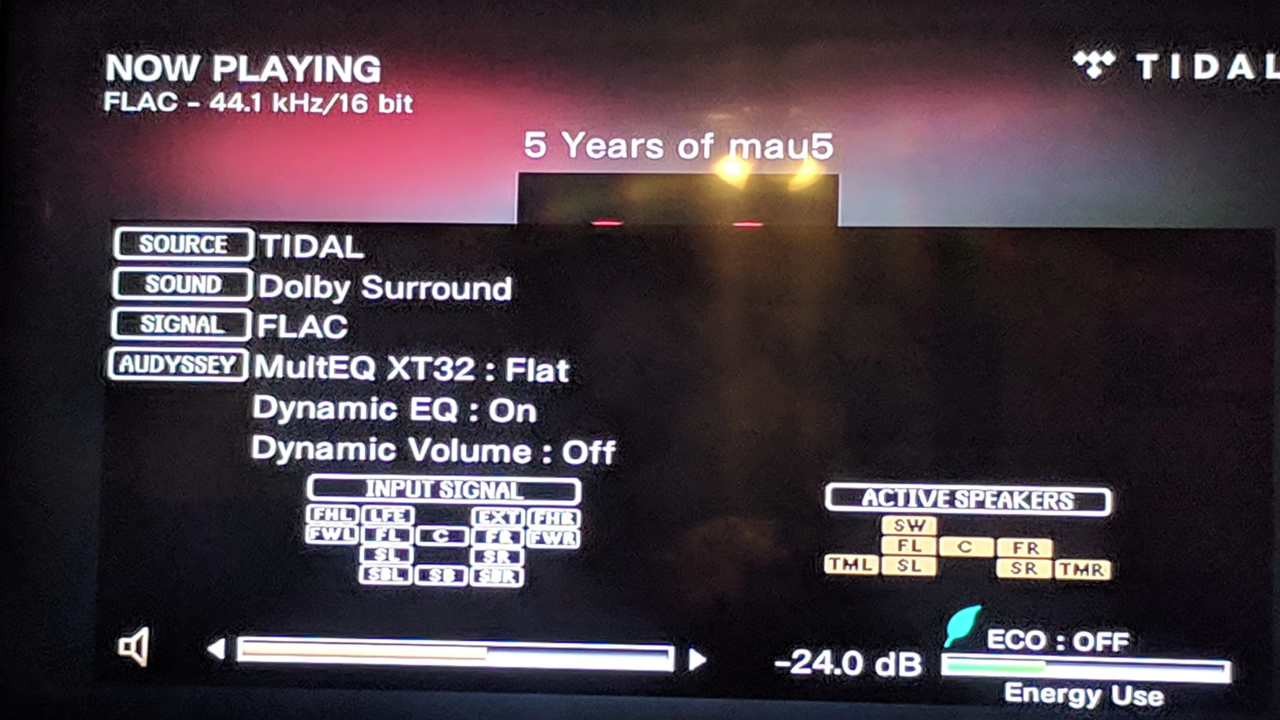 NOW PLAYING
TIDAL
FLAC - 44.1 kHz/16 bit
5 Years of mau5
SOURCE TIDAL
SOUND Dolby Surround
SIGNAL FLAC
AUDYSSEY MultEQ XT32 : Flat
Dynamic EQ : On
Dynamic Volume : Off
INPUT SIGNAL
FHL LFE EXT FHR
FWL FL C FR FWR
SL SR
SBL SB SBR
ACTIVE SPEAKERS
SW
FL C FR
TML SL SR TMR
-24.0 dB
ECO : OFF
Energy Use